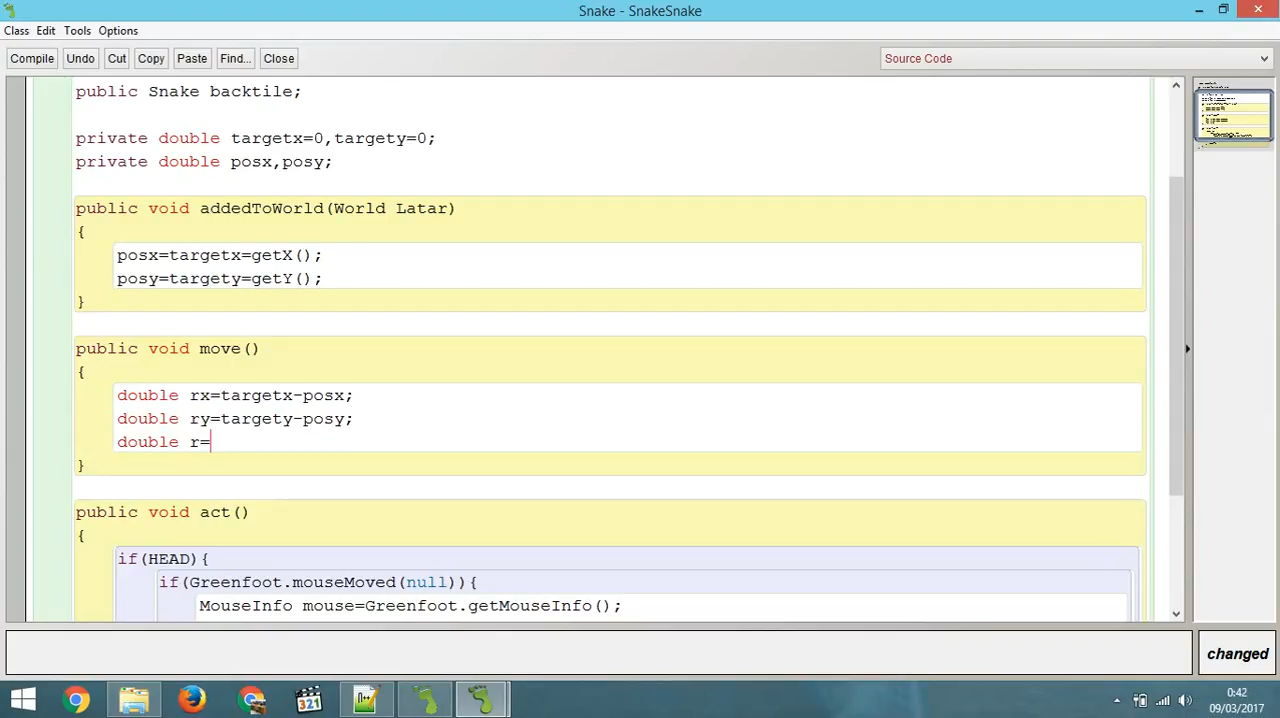 Snake - SnakeSnake
Class Edit Tools Options
Compile Undo Cut Copy Paste Find... Close Source Code
public Snake backtile;
private double targetx=0,targety=0;
private double posx,posy;
public void addedToWorld(World Latar)
{
posx=targetx=getX();
posy=targety=getY();
}
public void move()
{
double rx=targetx-posx;
double ry=targety-posy;
double r=
}
public void act()
{
if(HEAD){
if(Greenfoot.mouseMoved(null)){
MouseInfo mouse=Greenfoot.getMouseInfo();
changed
321
0:42
09/03/2017